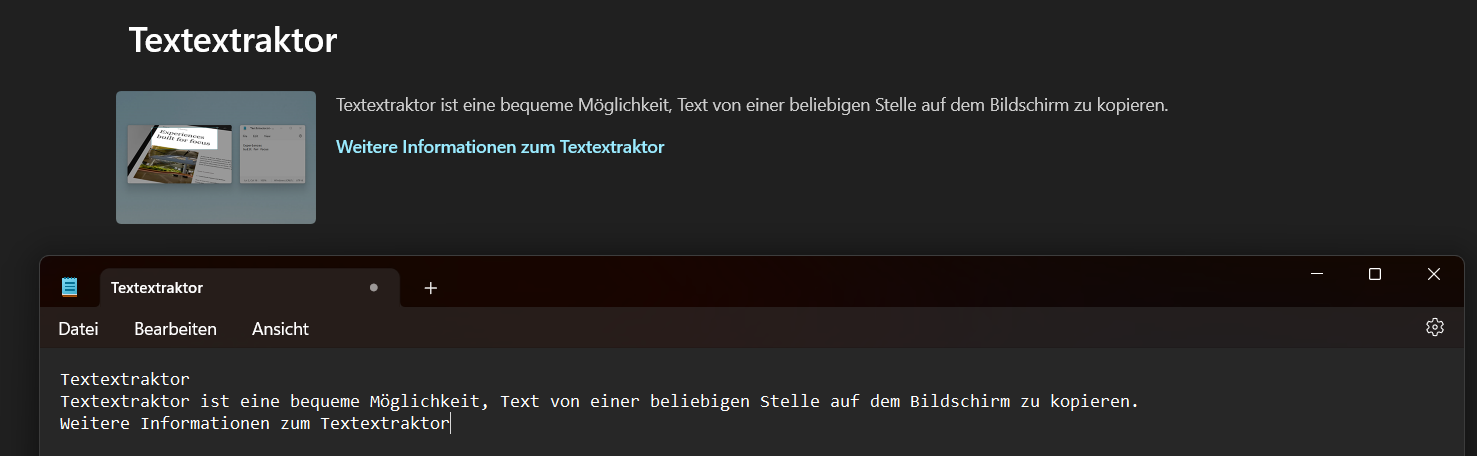 Textextraktor
Textextraktor ist eine bequeme Möglichkeit, Text von einer beliebigen Stelle auf dem Bildschirm zu kopieren.
Weitere Informationen zum Textextraktor
Experiences
built for focus
Textextraktor
Datei Bearbeiten Ansicht
Textextraktor
Textextraktor ist eine bequeme Möglichkeit, Text von einer beliebigen Stelle auf dem Bildschirm zu kopieren.
Weitere Informationen zum Textextraktor